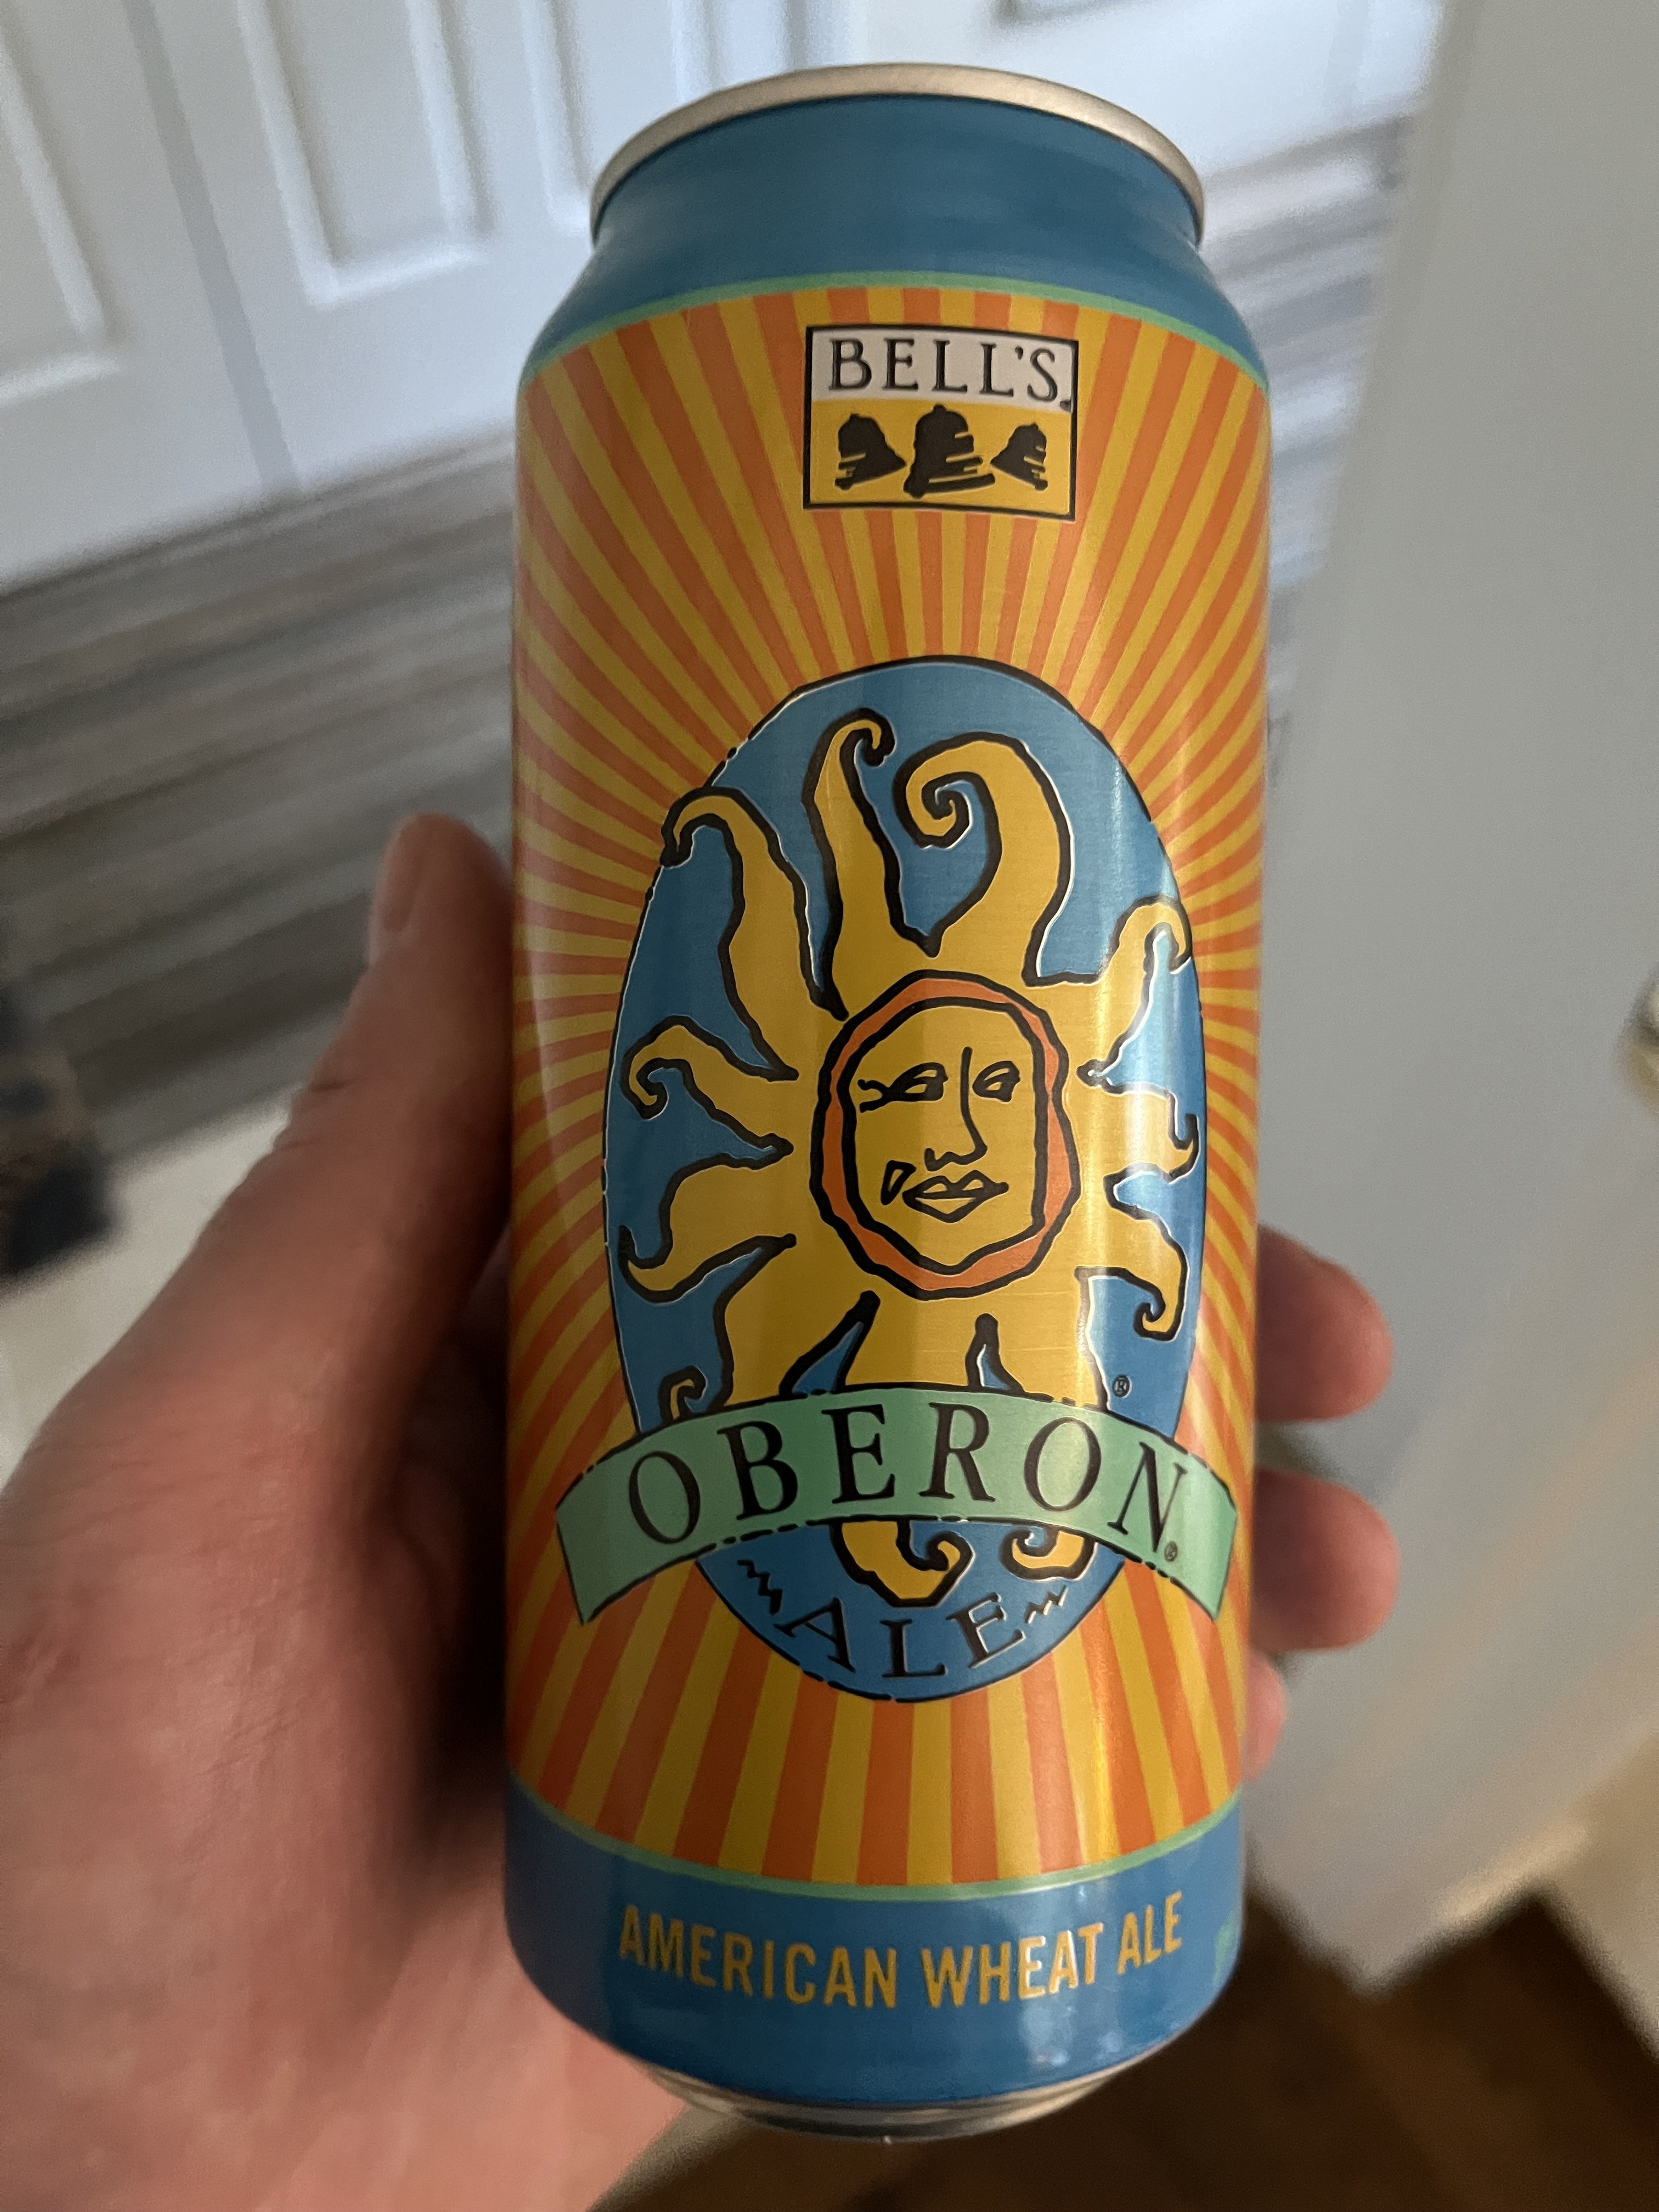 BELL'S
®
OBERON®
~ALE~
AMERICAN WHEAT ALE